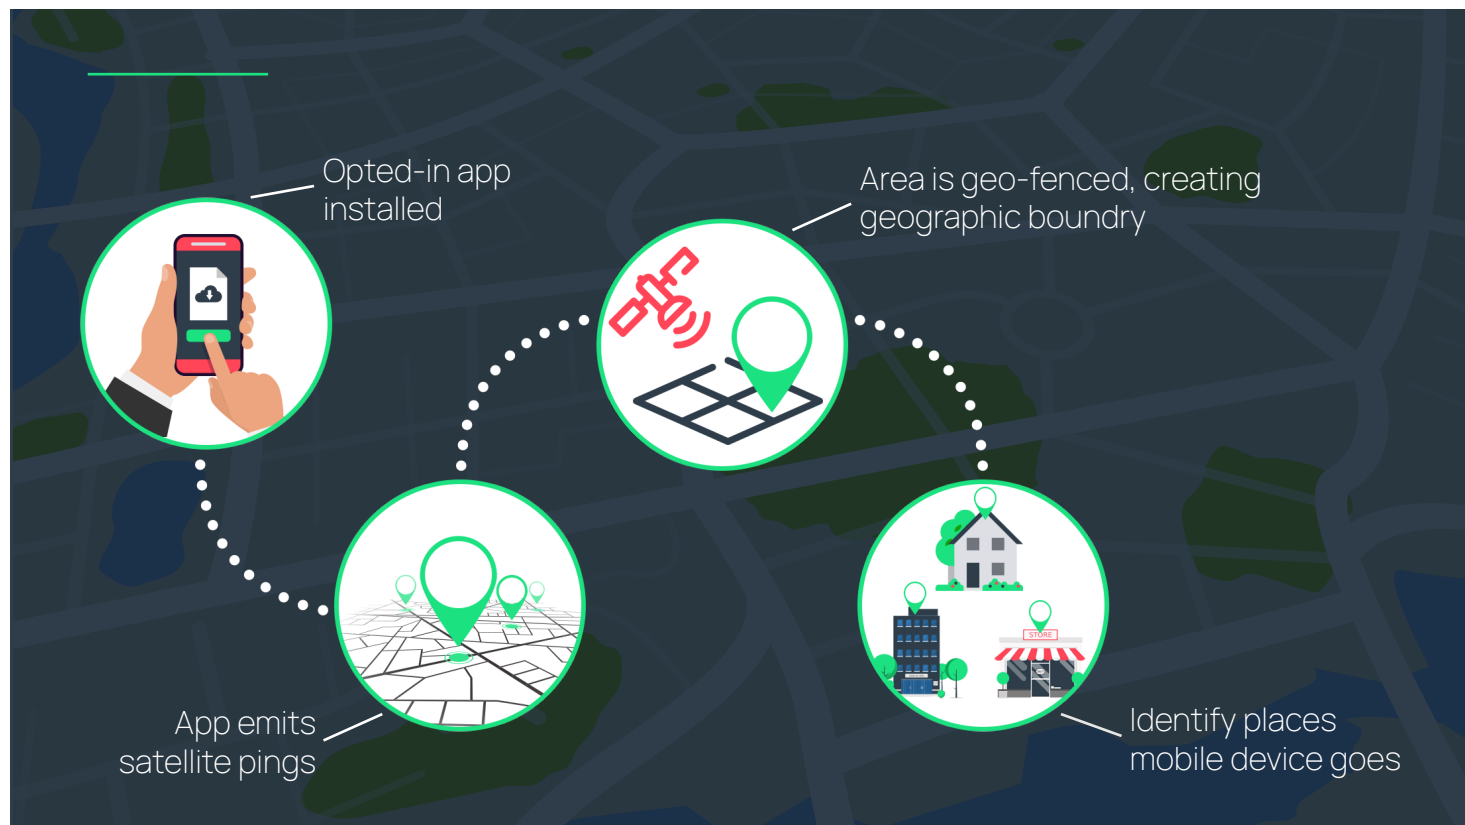 Opted-in app
installed
Area is geo-fenced, creating
geographic boundry
App emits
satellite pings
STORE
Identify places
mobile device goes